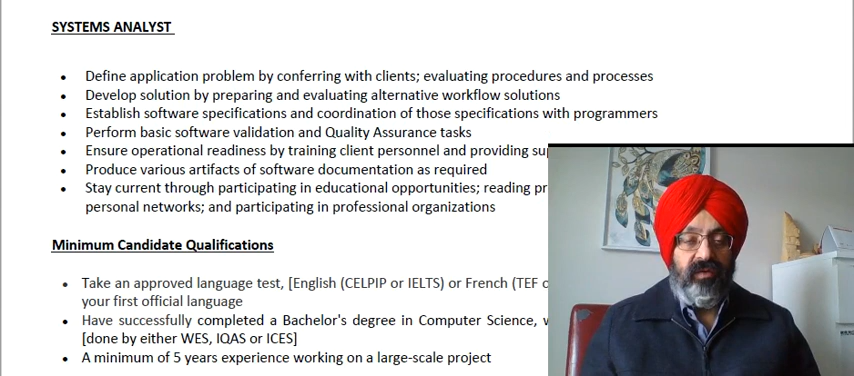 SYSTEMS ANALYST
• Define application problem by conferring with clients; evaluating procedures and processes
• Develop solution by preparing and evaluating alternative workflow solutions
• Establish software specifications and coordination of those specifications with programmers
• Perform basic software validation and Quality Assurance tasks
• Ensure operational readiness by training client personnel and providing
• Produce various artifacts of software documentation as required
• Stay current through participating in educational opportunities; reading
personal networks; and participating in professional organizations
Minimum Candidate Qualifications
• Take an approved language test, [English (CELPIP or IELTS) or French (TEF
your first official language
• Have successfully completed a Bachelor's degree in Computer Science,
[done by either WES, IQAS or ICES]
• A minimum of 5 years experience working on a large-scale project